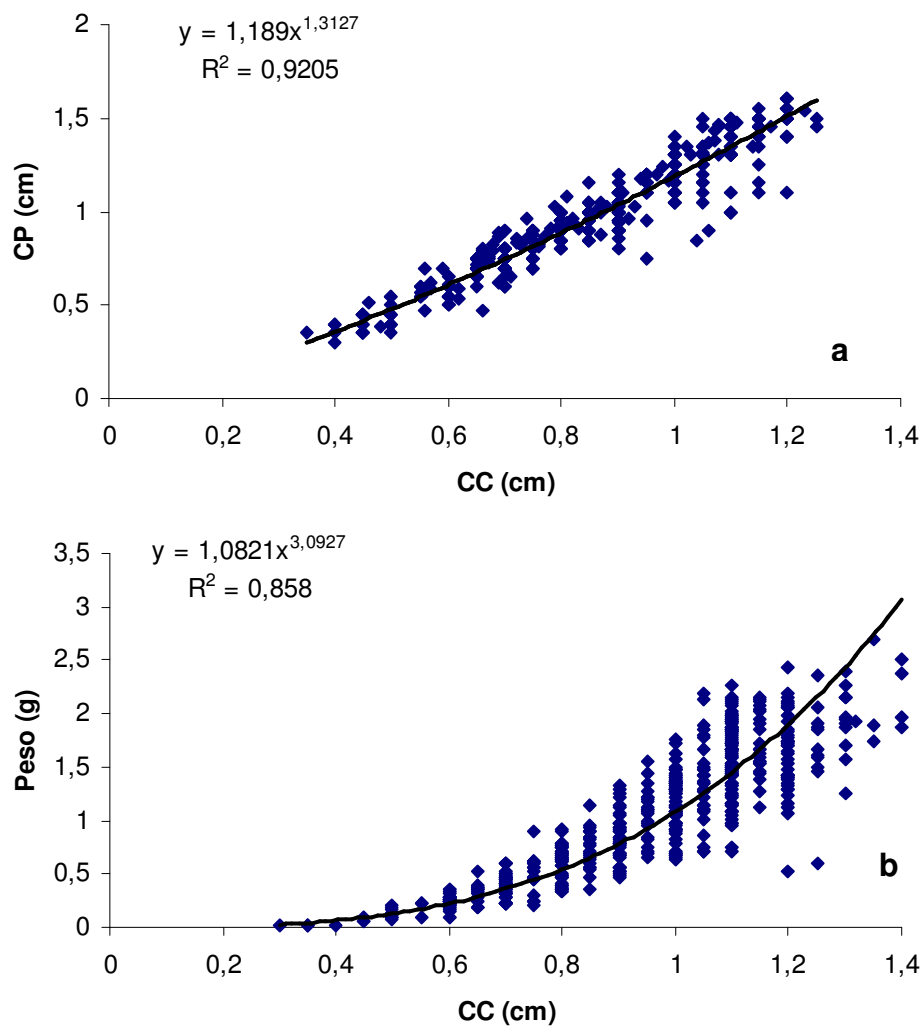 y = 1,189x^1,3127
R² = 0,9205
2
1,5
1
0,5
0
CP (cm)
a
0 0,2 0,4 0,6 0,8 1 1,2 1,4
CC (cm)
y = 1,0821x^3,0927
R² = 0,858
3,5
3
2,5
2
1,5
1
0,5
0
Peso (g)
b
0 0,2 0,4 0,6 0,8 1 1,2 1,4
CC (cm)